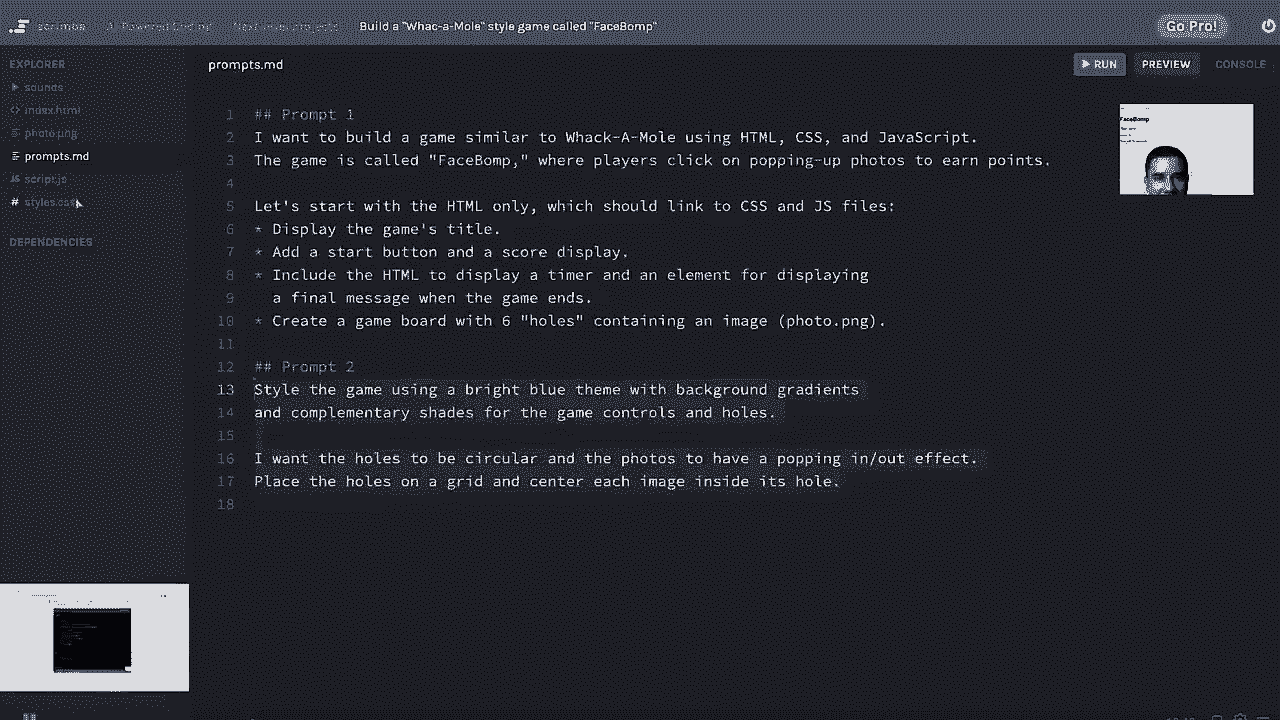 scrimba AI-Powered Coding Next-level projects Build a "Whac-a-Mole" style game called "FaceBomp" Go Pro!
EXPLORER
sounds
index.html
photo.png
prompts.md
script.js
styles.css
DEPENDENCIES
prompts.md
RUN PREVIEW CONSOLE
1 ## Prompt 1
2 I want to build a game similar to Whack-A-Mole using HTML, CSS, and JavaScript.
3 The game is called "FaceBomp," where players click on popping-up photos to earn points.
4
5 Let's start with the HTML only, which should link to CSS and JS files:
6 * Display the game's title.
7 * Add a start button and a score display.
8 * Include the HTML to display a timer and an element for displaying
9 a final message when the game ends.
10 * Create a game board with 6 "holes" containing an image (photo.png).
11
12 ## Prompt 2
13 Style the game using a bright blue theme with background gradients
14 and complementary shades for the game controls and holes.
15
16 I want the holes to be circular and the photos to have a popping in/out effect.
17 Place the holes on a grid and center each image inside its hole.
18
FaceBomp